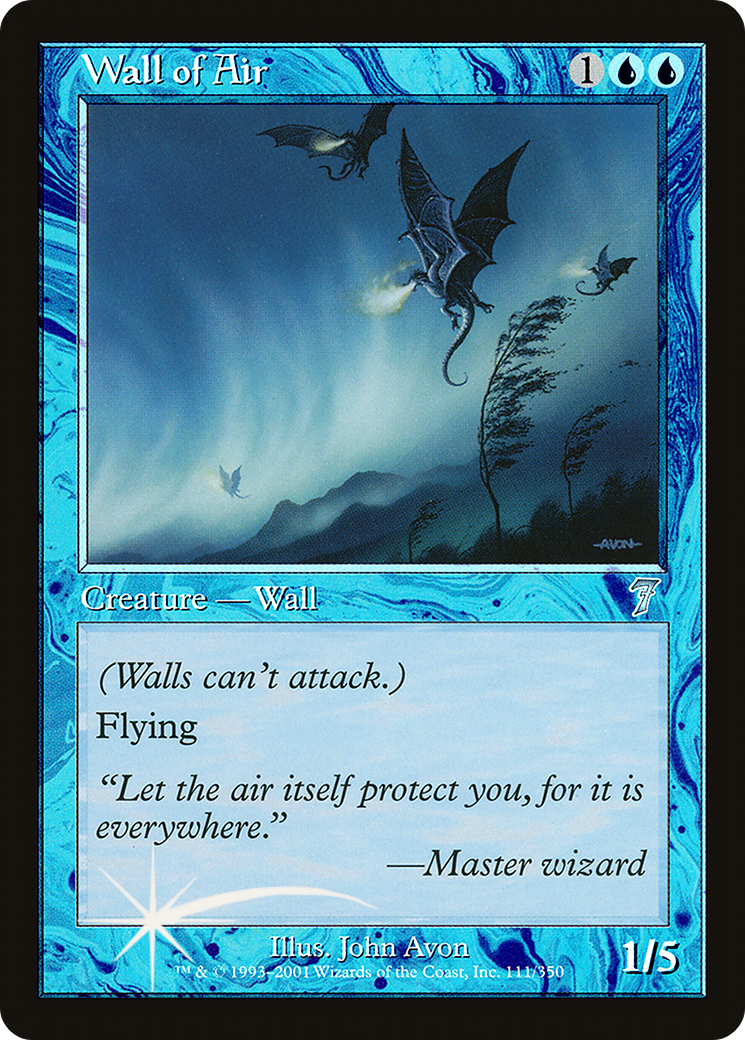 Wall of Air
1
AVON
Creature — Wall
7
(Walls can't attack.)
Flying
“Let the air itself protect you, for it is
everywhere.”
—Master wizard
Illus. John Avon
1/5
™ & © 1993–2001 Wizards of the Coast, Inc. 111/350